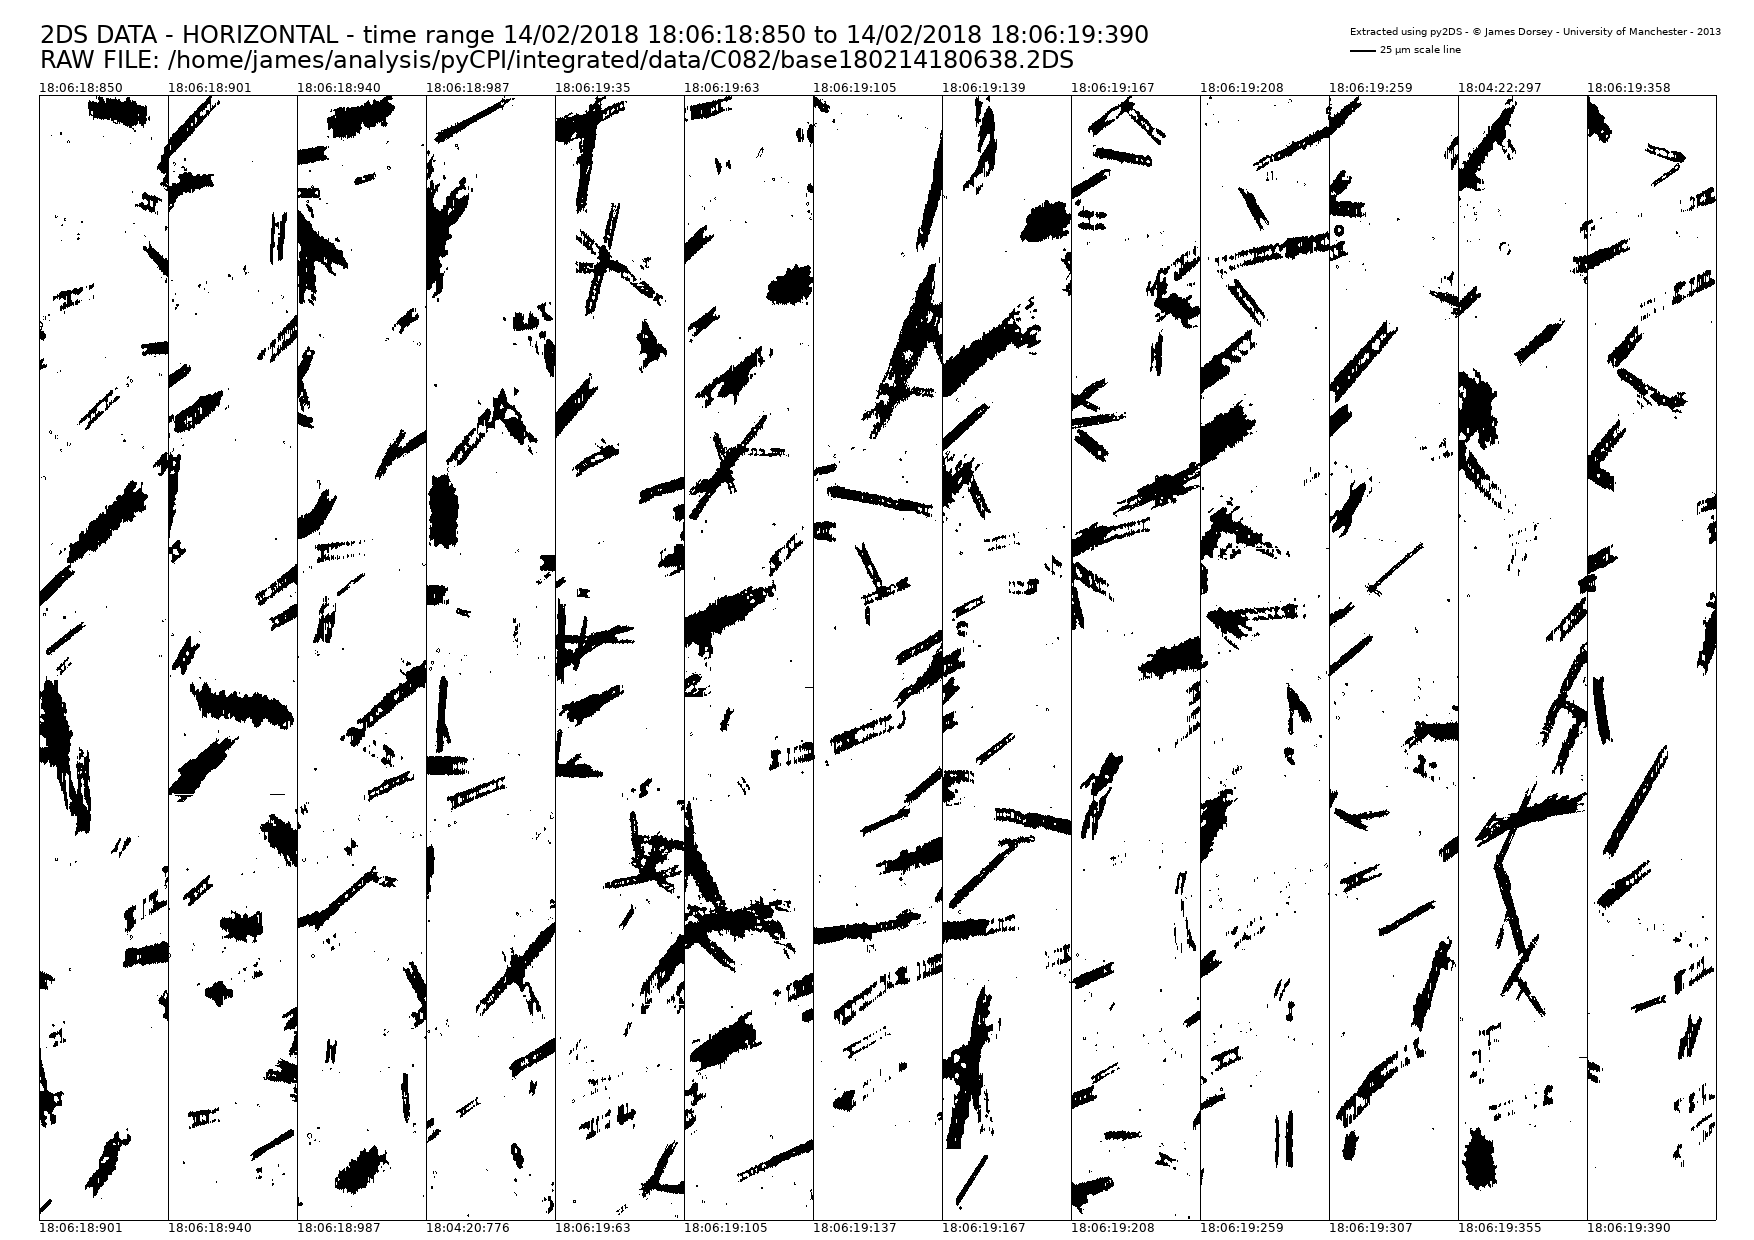 2DS DATA - HORIZONTAL - time range 14/02/2018 18:06:18:850 to 14/02/2018 18:06:19:390
RAW FILE: /home/james/analysis/pyCPI/integrated/data/C082/base180214180638.2DS
Extracted using py2DS - © James Dorsey - University of Manchester - 2013
25 µm scale line
18:06:18:850 18:06:18:901 18:06:18:940 18:06:18:987 18:06:19:35 18:06:19:63 18:06:19:105 18:06:19:139 18:06:19:167 18:06:19:208 18:06:19:259 18:04:22:297 18:06:19:358
18:06:18:901 18:06:18:940 18:06:18:987 18:04:20:776 18:06:19:63 18:06:19:105 18:06:19:137 18:06:19:167 18:06:19:208 18:06:19:259 18:06:19:307 18:06:19:355 18:06:19:390